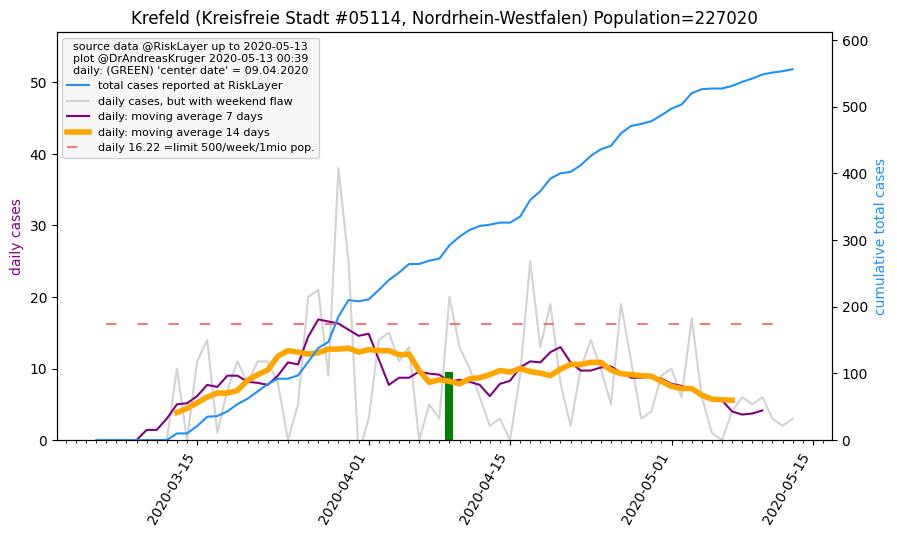 Krefeld (Kreisfreie Stadt #05114, Nordrhein-Westfalen) Population=227020
source data @RiskLayer up to 2020-05-13
plot @DrAndreasKruger 2020-05-13 00:39
daily: (GREEN) 'center date' = 09.04.2020
total cases reported at RiskLayer
daily cases, but with weekend flaw
daily: moving average 7 days
daily: moving average 14 days
daily 16.22 =limit 500/week/1mio pop.
daily cases
0
10
20
30
40
50
cumulative total cases
0
100
200
300
400
500
600
2020-03-15
2020-04-01
2020-04-15
2020-05-01
2020-05-15